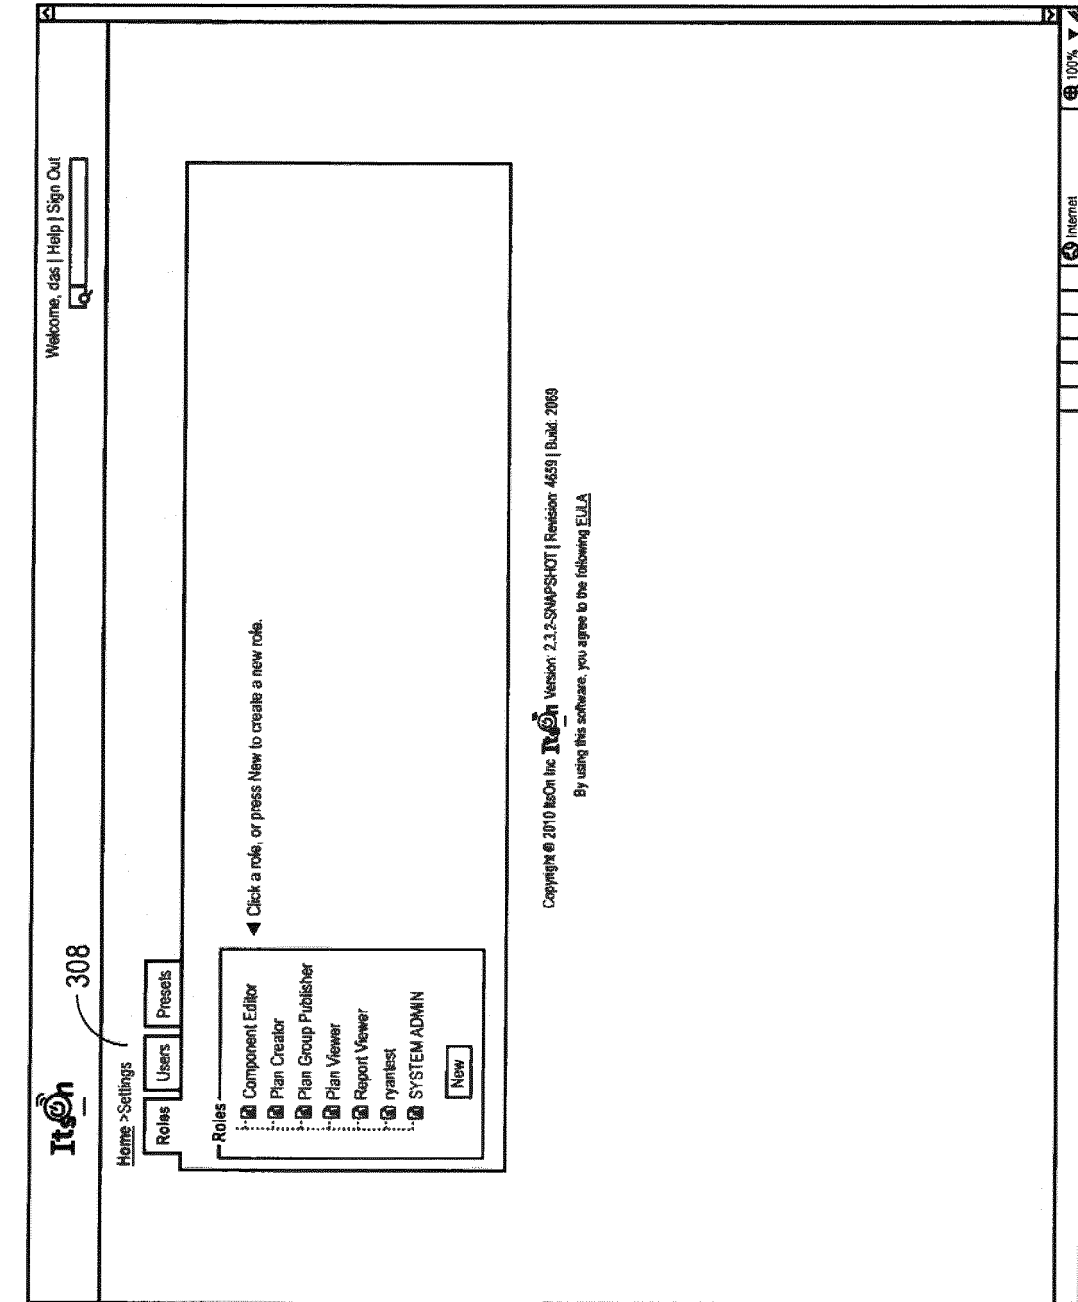 ItsOn
Welcome, das | Help | Sign Out
308
Home >Settings
Roles
Users
Presets
Roles
Component Editor
Plan Creator
Plan Group Publisher
Plan Viewer
Report Viewer
ryantest
SYSTEM ADMIN
New
◀ Click a role, or press New to create a new role.
Copyright © 2010 ItsOn Inc ItsOn Version: 2.3.2-SNAPSHOT | Revision: 4659 | Build: 2069
By using this software, you agree to the following EULA
Internet
100%